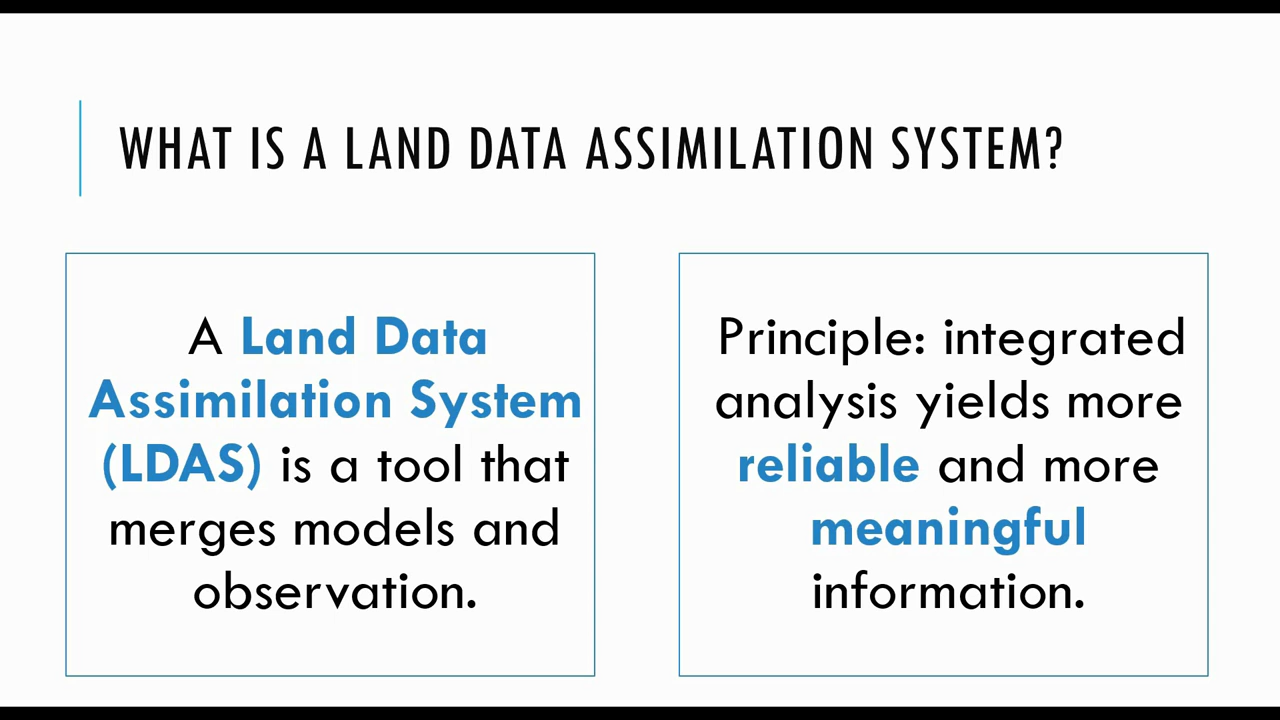 WHAT IS A LAND DATA ASSIMILATION SYSTEM?
A Land Data
Assimilation System
(LDAS) is a tool that
merges models and
observation.
Principle: integrated
analysis yields more
reliable and more
meaningful
information.